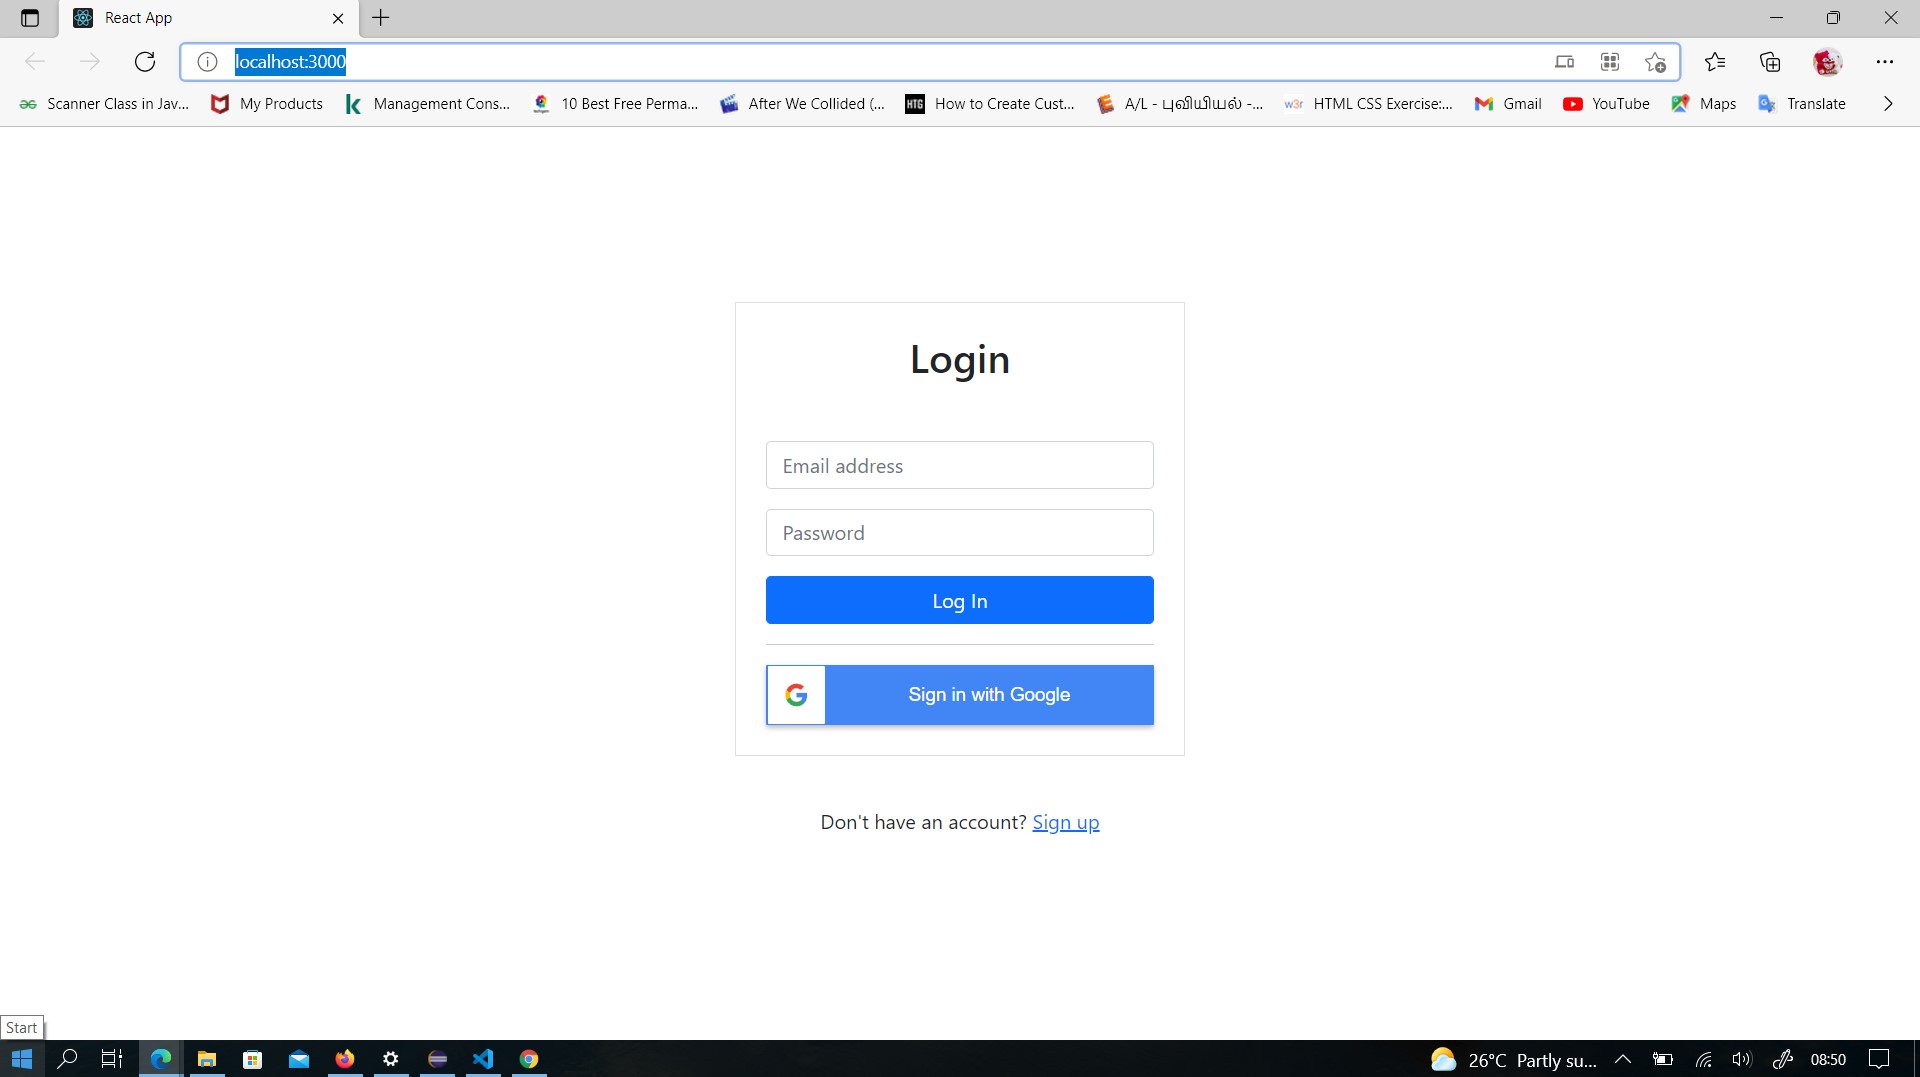 React App
localhost:3000
Scanner Class in Jav...
My Products
Management Cons...
10 Best Free Perma...
After We Collided (...
HTG How to Create Cust...
A/L - புவியியல் -...
w3r HTML CSS Exercise:...
Gmail
YouTube
Maps
Translate
Login
Email address
Password
Log In
Sign in with Google
Don't have an account? Sign up
Start
26°C Partly su...
08:50